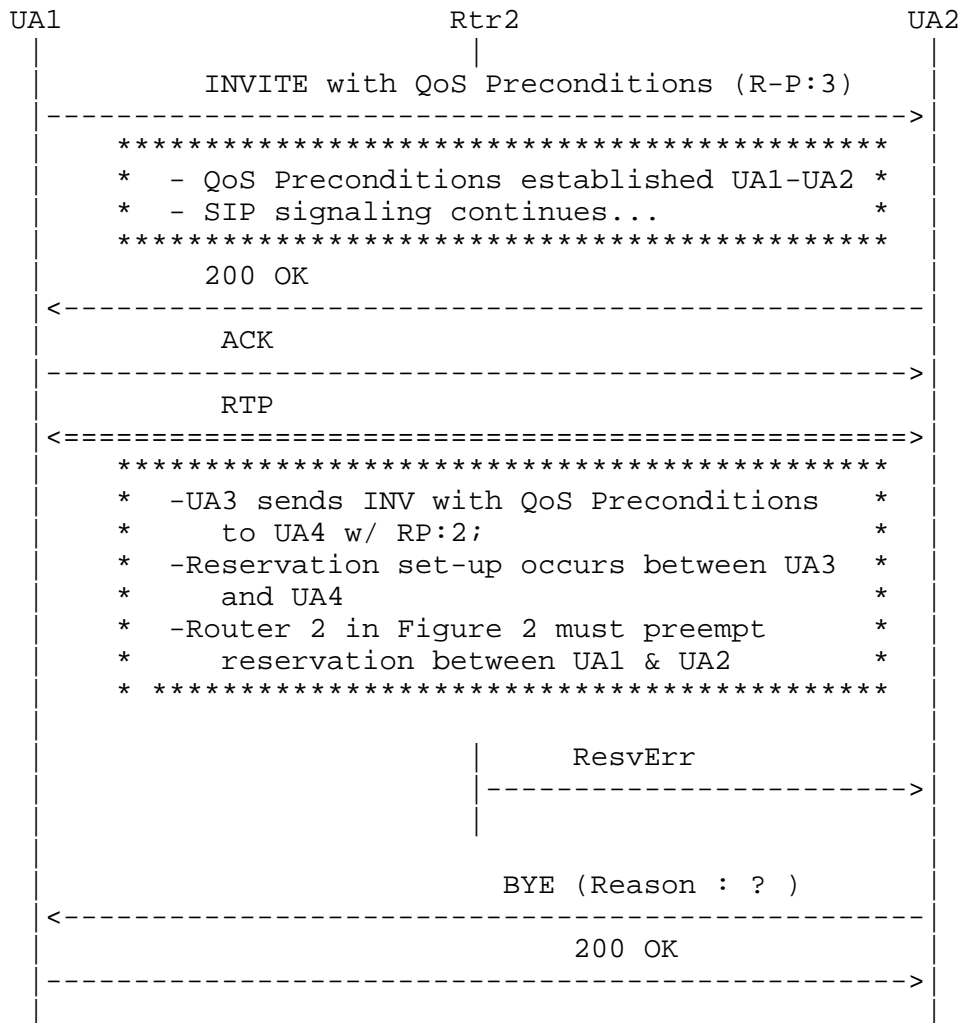 UA1 Rtr2 UA2
INVITE with QoS Preconditions (R-P:3)
- QoS Preconditions established UA1-UA2
- SIP signaling continues...
200 OK
ACK
RTP
-UA3 sends INV with QoS Preconditions
to UA4 w/ RP:2;
-Reservation set-up occurs between UA3
and UA4
-Router 2 in Figure 2 must preempt
reservation between UA1 & UA2
ResvErr
BYE (Reason : ? )
200 OK